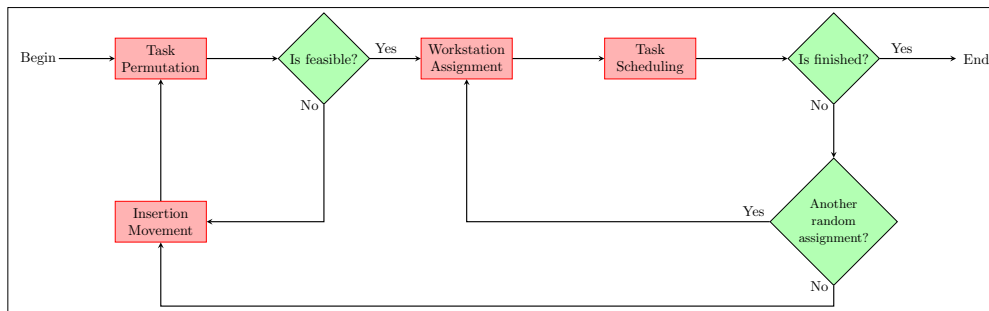 Begin
Task
Permutation
Is feasible?
Yes
Workstation
Assignment
Task
Scheduling
Is finished?
Yes
End
No
No
Insertion
Movement
Yes
Another
random
assignment?
No